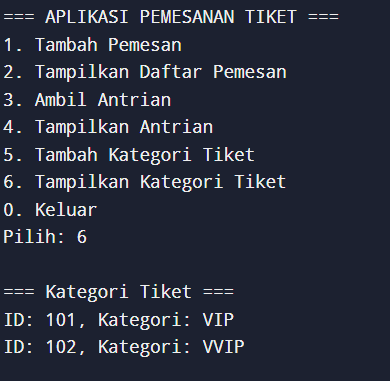 === APLIKASI PEMESANAN TIKET ===
1. Tambah Pemesan
2. Tampilkan Daftar Pemesan
3. Ambil Antrian
4. Tampilkan Antrian
5. Tambah Kategori Tiket
6. Tampilkan Kategori Tiket
0. Keluar
Pilih: 6
=== Kategori Tiket ===
ID: 101, Kategori: VIP
ID: 102, Kategori: VVIP